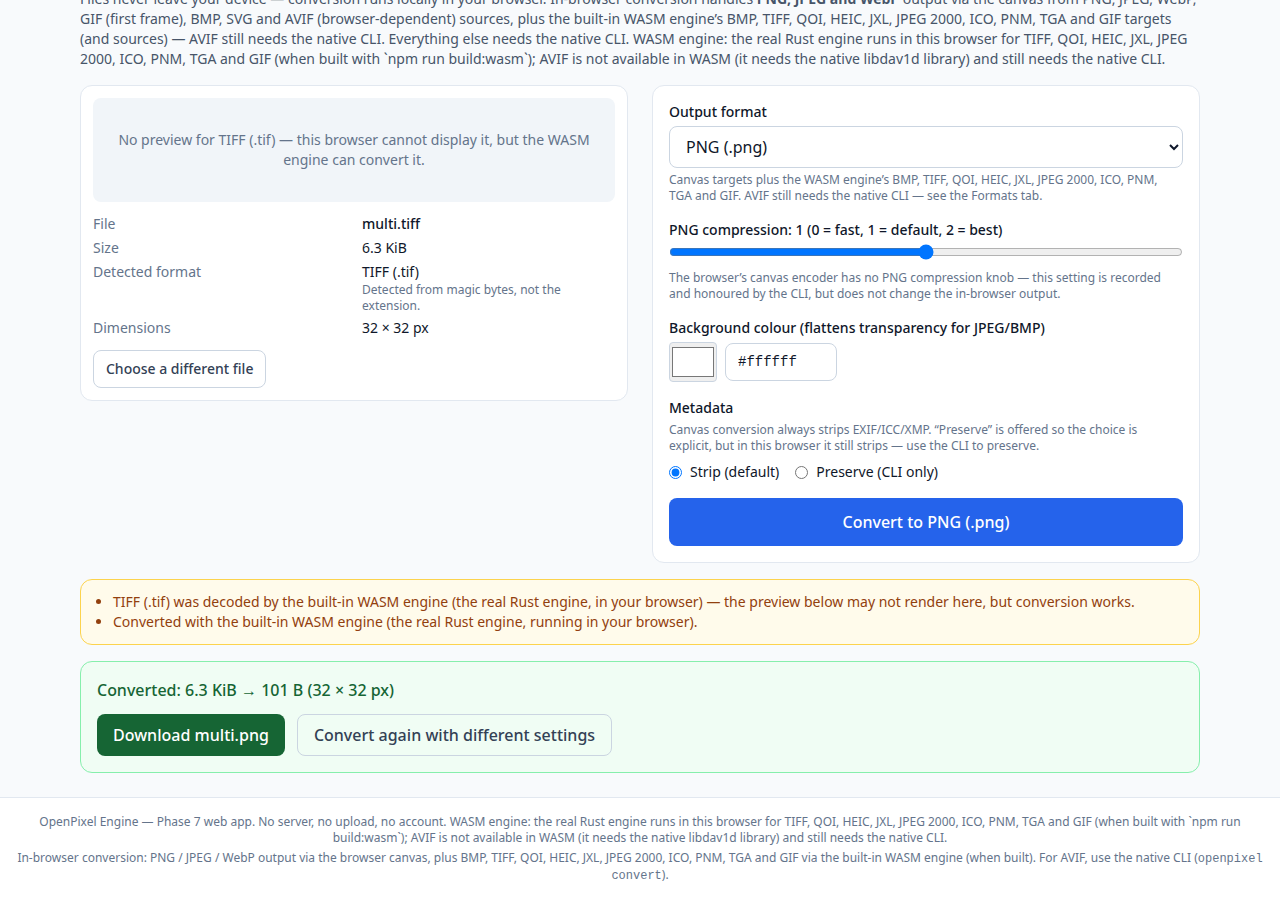 GIF (first frame), BMP, SVG and AVIF (browser-dependent) sources, plus the built-in WASM engine's BMP, TIFF, QOI, HEIC, JXL, JPEG 2000, ICO, PNM, TGA and GIF targets
(and sources) — AVIF still needs the native CLI. Everything else needs the native CLI. WASM engine: the real Rust engine runs in this browser for TIFF, QOI, HEIC, JXL, JPEG
2000, ICO, PNM, TGA and GIF (when built with `npm run build:wasm`); AVIF is not available in WASM (it needs the native libdav1d library) and still needs the native CLI.
No preview for TIFF (.tif) — this browser cannot display it, but the WASM
engine can convert it.
File multi.tiff
Size 6.3 KiB
Detected format TIFF (.tif)
Detected from magic bytes, not the
extension.
Dimensions 32 × 32 px
Choose a different file
Output format
PNG (.png)
Canvas targets plus the WASM engine's BMP, TIFF, QOI, HEIC, JXL, JPEG 2000, ICO, PNM,
TGA and GIF. AVIF still needs the native CLI — see the Formats tab.
PNG compression: 1 (0 = fast, 1 = default, 2 = best)
The browser's canvas encoder has no PNG compression knob — this setting is recorded
and honoured by the CLI, but does not change the in-browser output.
Background colour (flattens transparency for JPEG/BMP)
#ffffff
Metadata
Canvas conversion always strips EXIF/ICC/XMP. “Preserve” is offered so the choice is
explicit, but in this browser it still strips — use the CLI to preserve.
Strip (default) Preserve (CLI only)
Convert to PNG (.png)
• TIFF (.tif) was decoded by the built-in WASM engine (the real Rust engine, in your browser) — the preview below may not render here, but conversion works.
• Converted with the built-in WASM engine (the real Rust engine, running in your browser).
Converted: 6.3 KiB → 101 B (32 × 32 px)
Download multi.png Convert again with different settings
OpenPixel Engine — Phase 7 web app. No server, no upload, no account. WASM engine: the real Rust engine runs in this browser for TIFF, QOI, HEIC, JXL, JPEG 2000, ICO, PNM, TGA and GIF (when built with `npm run
build:wasm`); AVIF is not available in WASM (it needs the native libdav1d library) and still needs the native CLI.
In-browser conversion: PNG / JPEG / WebP output via the browser canvas, plus BMP, TIFF, QOI, HEIC, JXL, JPEG 2000, ICO, PNM, TGA and GIF via the built-in WASM engine (when built). For AVIF, use the native CLI (openpixel
convert).